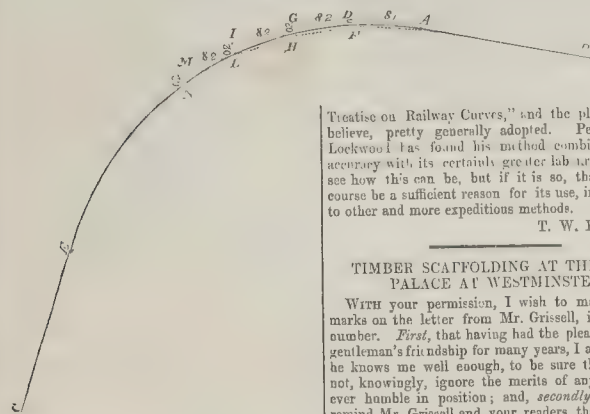 G 82 D 81 A
I 82
M 82 F
L H
C
Treatise on Railway Curves," and the pl
believe, pretty generally adopted. Pe
Lockwood has found his method combi
accuracy with its certainly greater lab
see how this can be, but if it is so, tha
course be a sufficient reason for its use, i
to other and more expeditious methods.
T. W. 
TIMBER SCAFFOLDING AT TH
PALACE AT WESTMINSTE
WITH your permission, I wish to m
marks on the letter from Mr. Grissell, i
number. First, that having had the plea
gentleman's friendship for many years, I a
he knows me well enough, to be sure t
not, knowingly, ignore the merits of an
ever humble in position; and, secondly
remind Mr. Grissell and your readers, th